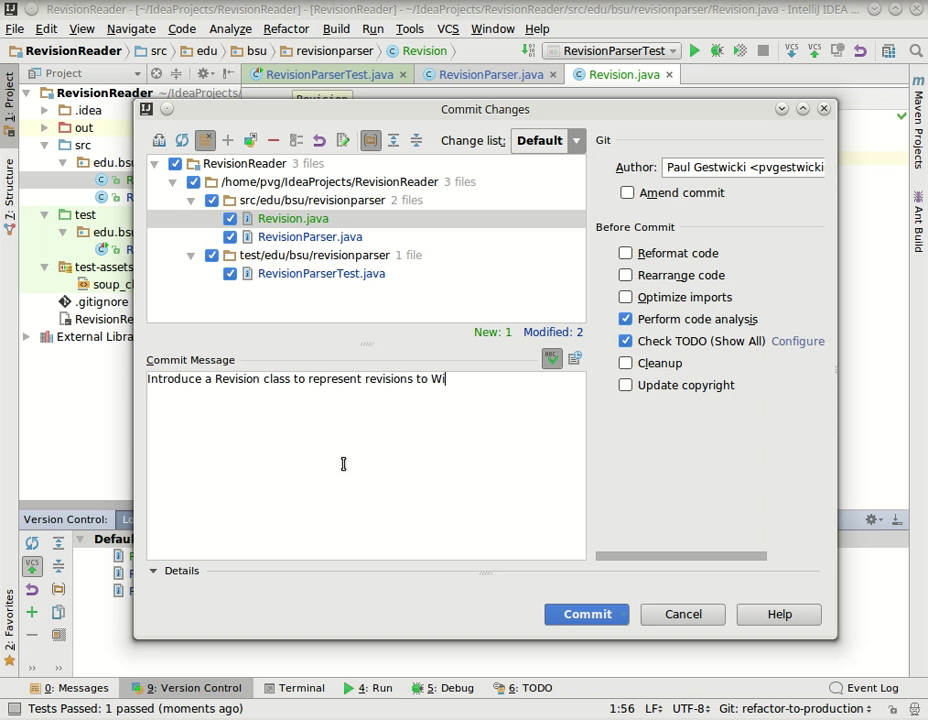 RevisionReader - [~/IdeaProjects/RevisionReader] - [RevisionReader] - ~/IdeaProjects/RevisionReader/src/edu/bsu/revisionparser/Revision.java - IntelliJ IDEA ...
File Edit View Navigate Code Analyze Refactor Build Run Tools VCS Window Help
RevisionReader src edu bsu revisionparser Revision RevisionParserTest
Project RevisionParserTest.java RevisionParser.java Revision.java
RevisionReader ~/IdeaProjects/ Revision
.idea
out
src
edu.bs
test
edu.bs
test-assets
soup_c
.gitignore
RevisionRe
External Libra
1: Project
7: Structure
2: Favorites
Maven Projects
Ant Build
Commit Changes
Change list: Default
RevisionReader 3 files
/home/pvg/IdeaProjects/RevisionReader 3 files
src/edu/bsu/revisionparser 2 files
Revision.java
RevisionParser.java
test/edu/bsu/revisionparser 1 file
RevisionParserTest.java
New: 1 Modified: 2
Commit Message
Introduce a Revision class to represent revisions to Wi
Details
Git
Author: Paul Gestwicki <pvgestwicki
Amend commit
Before Commit
Reformat code
Rearrange code
Optimize imports
Perform code analysis
Check TODO (Show All) Configure
Cleanup
Update copyright
Commit Cancel Help
Version Control: Lo
Defaul
0: Messages 9: Version Control Terminal 4: Run 5: Debug 6: TODO Event Log
Tests Passed: 1 passed (moments ago) 1:56 LF UTF-8 Git: refactor-to-production